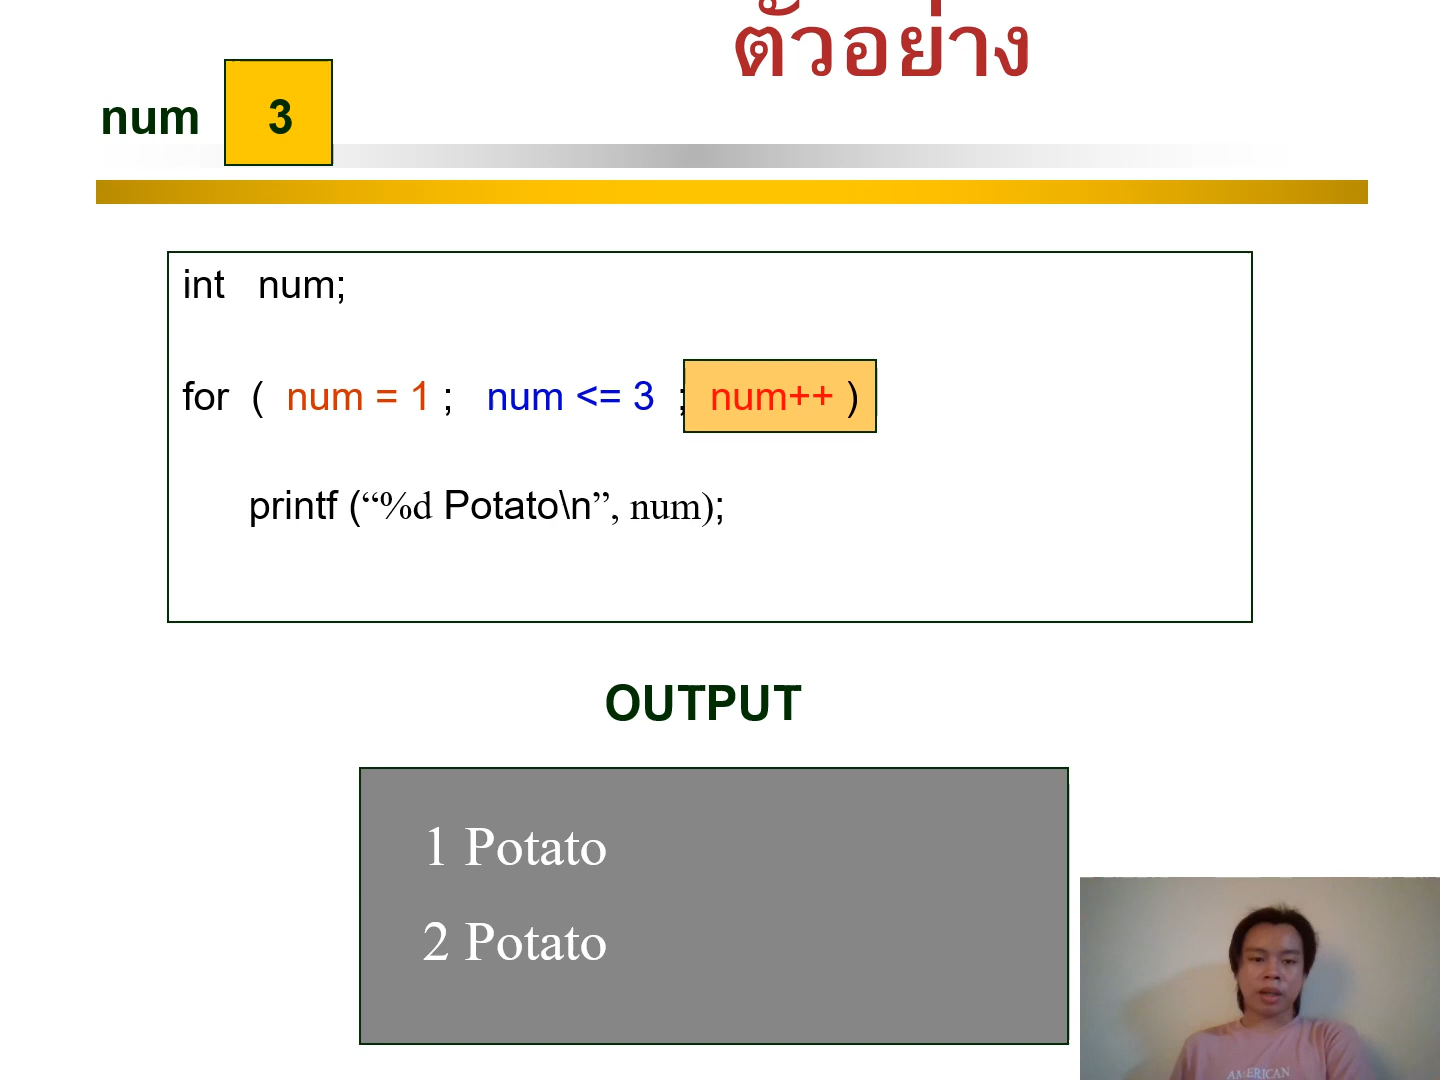 ตัวอย่าง
num 3
int num;
for ( num = 1 ; num <= 3 ; num++ )
printf (“%d Potato\n”, num);
OUTPUT
1 Potato
2 Potato
AMERICAN